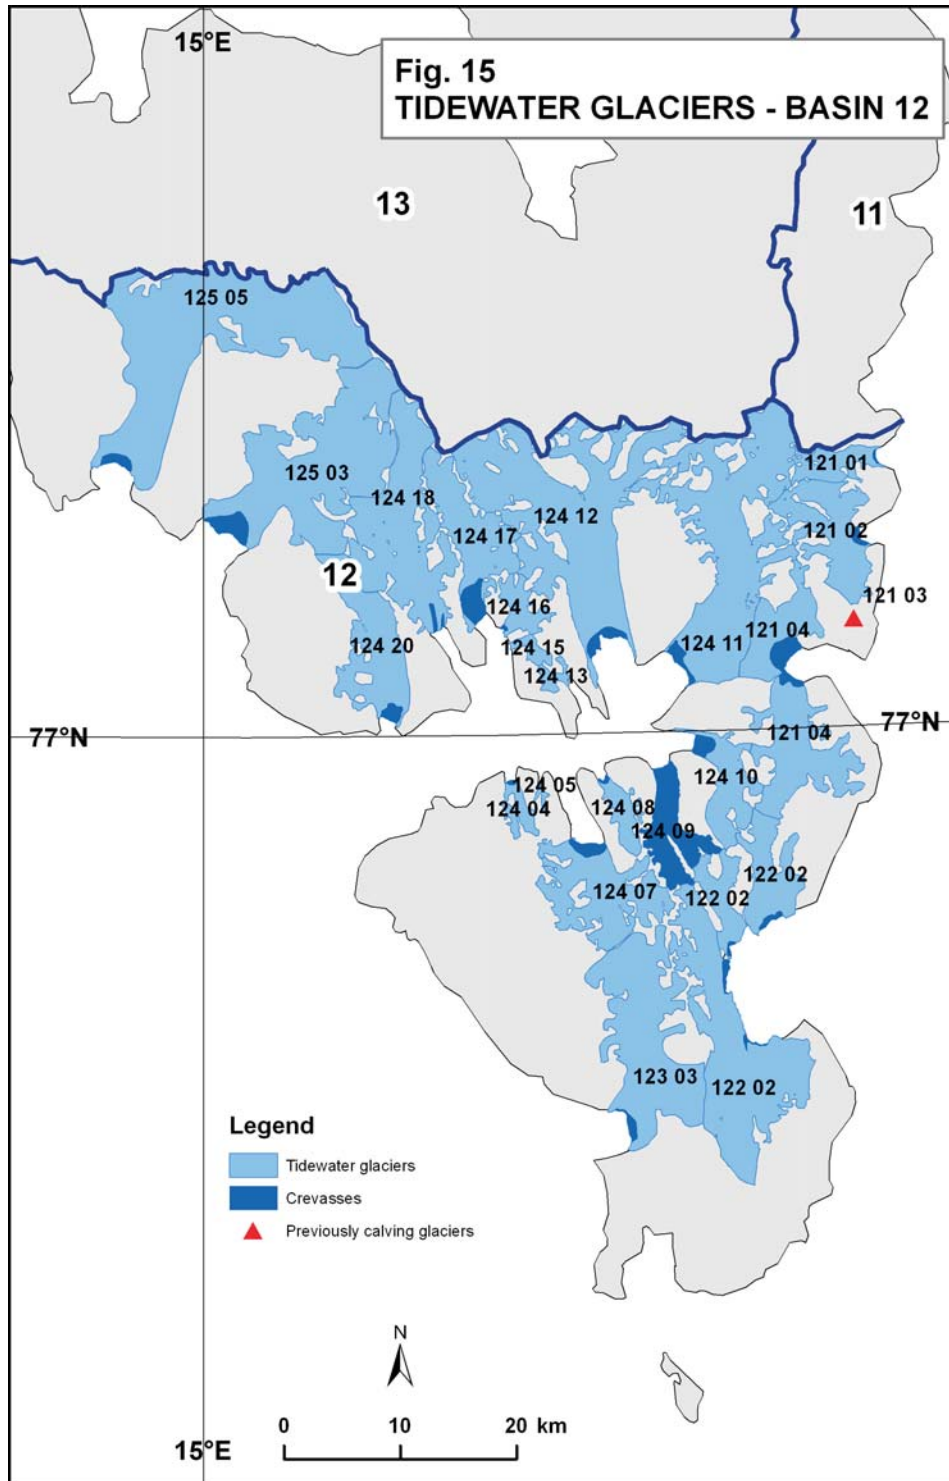 15°E
Fig. 15
TIDEWATER GLACIERS - BASIN 12
13
11
125 05
121 01
125 03
124 18
124 12
121 02
124 17
12
121 03
124 16
121 04
124 20
124 15
124 11
124 13
77°N
77°N
121 04
124 05
124 10
124 04
124 08
124 09
122 02
124 07
122 02
123 03
122 02
Legend
Tidewater glaciers
Crevasses
Previously calving glaciers
N
0 10 20 km
15°E